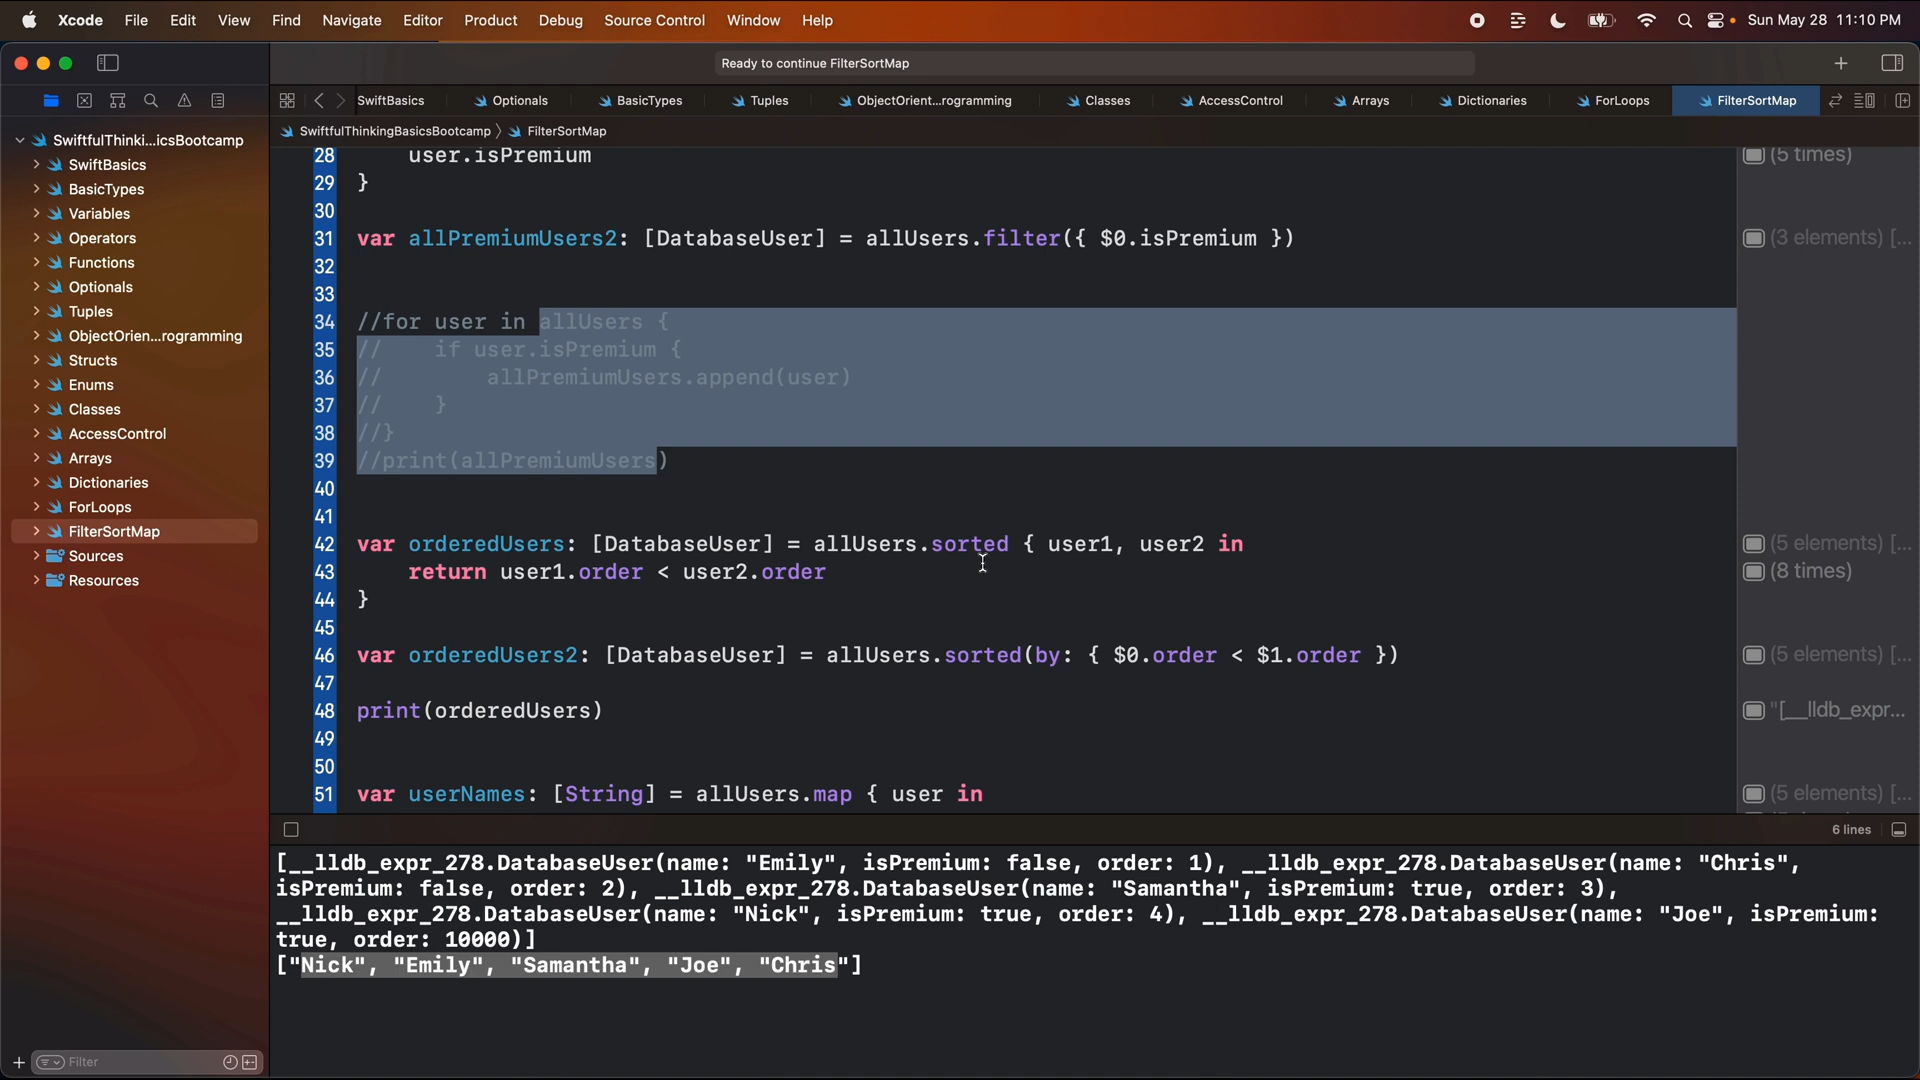 Xcode File Edit View Find Navigate Editor Product Debug Source Control Window Help Sun May 28 11:10 PM
Ready to continue FilterSortMap
SwiftBasics Optionals BasicTypes Tuples ObjectOrient...rogramming Classes AccessControl Arrays Dictionaries ForLoops FilterSortMap
SwiftfulThinkingBasicsBootcamp FilterSortMap
SwiftfulThinki...icsBootcamp
SwiftBasics
BasicTypes
Variables
Operators
Functions
Optionals
Tuples
ObjectOrien...rogramming
Structs
Enums
Classes
AccessControl
Arrays
Dictionaries
ForLoops
FilterSortMap
Sources
Resources
Filter
28 user.isPremium (5 times)
29 }
30
31 var allPremiumUsers2: [DatabaseUser] = allUsers.filter({ $0.isPremium }) (3 elements) [...
32
33
34 //for user in allUsers {
35 // if user.isPremium {
36 // allPremiumUsers.append(user)
37 // }
38 //}
39 //print(allPremiumUsers)
40
41
42 var orderedUsers: [DatabaseUser] = allUsers.sorted { user1, user2 in (5 elements) [...
43 return user1.order < user2.order (8 times)
44 }
45
46 var orderedUsers2: [DatabaseUser] = allUsers.sorted(by: { $0.order < $1.order }) (5 elements) [...
47
48 print(orderedUsers) "[__lldb_expr...
49
50
51 var userNames: [String] = allUsers.map { user in (5 elements) [...
6 lines
[__lldb_expr_278.DatabaseUser(name: "Emily", isPremium: false, order: 1), __lldb_expr_278.DatabaseUser(name: "Chris",
isPremium: false, order: 2), __lldb_expr_278.DatabaseUser(name: "Samantha", isPremium: true, order: 3),
__lldb_expr_278.DatabaseUser(name: "Nick", isPremium: true, order: 4), __lldb_expr_278.DatabaseUser(name: "Joe", isPremium:
true, order: 10000)]
["Nick", "Emily", "Samantha", "Joe", "Chris"]